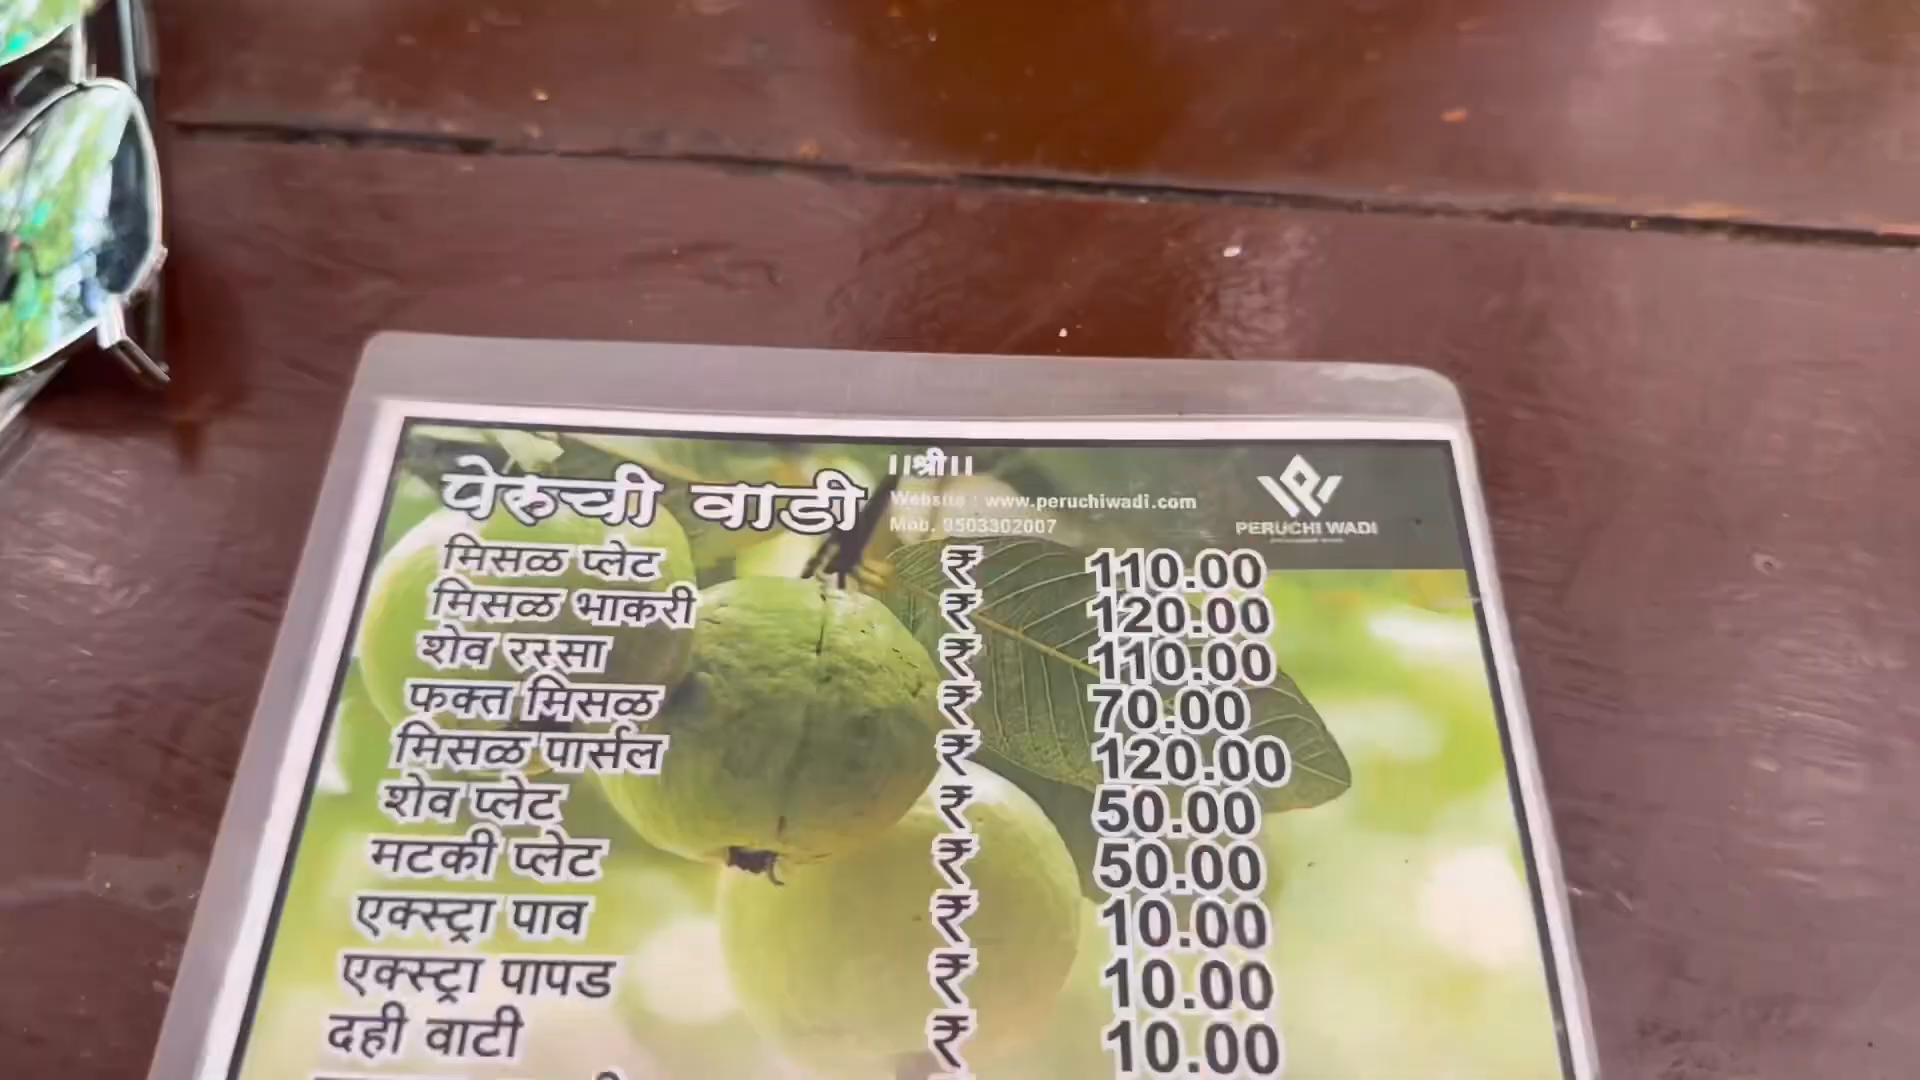 ।।श्री।।
पेरुची वाडी
Website : www.peruchiwadi.com
Mob. 9503302007
PERUCHI WADI
मिसळ प्लेट ₹ 110.00
मिसळ भाकरी ₹ 120.00
शेव रस्सा ₹ 110.00
फक्त मिसळ ₹ 70.00
मिसळ पार्सल ₹ 120.00
शेव प्लेट ₹ 50.00
मटकी प्लेट ₹ 50.00
एक्स्ट्रा पाव ₹ 10.00
एक्स्ट्रा पापड ₹ 10.00
दही वाटी ₹ 10.00